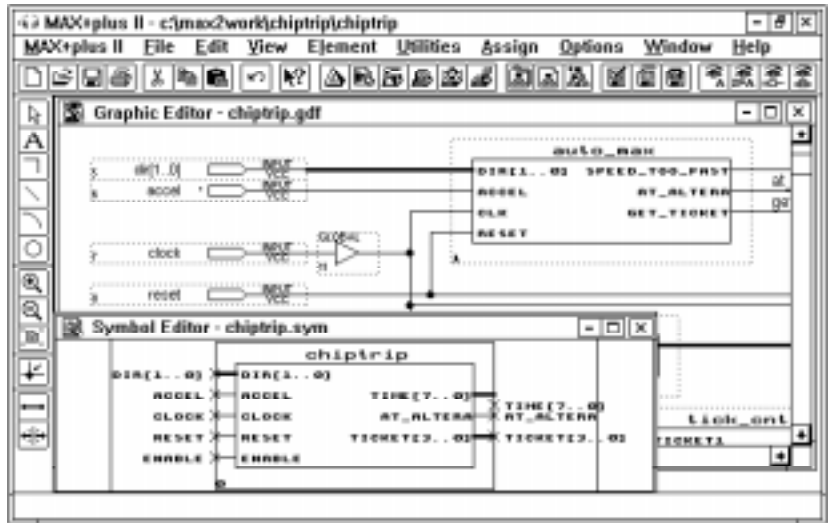 MAX+plus II - c:\max2work\chiptrip\chiptrip
MAX+plus II File Edit View Element Utilities Assign Options Window Help
Graphic Editor - chiptrip.gdf
auto_max
dir[1..0] INPUT VCC
DIR[1..0] SPEED_TOO_FAST
accel INPUT VCC
ACCEL AT_ALTERA
at_
CLK GET_TICKET
ge
RESET
GLOBAL
clock INPUT VCC
reset INPUT VCC
Symbol Editor - chiptrip.sym
chiptrip
DIR[1..0] DIR[1..0]
ACCEL ACCEL TIME[7..0] TIME[7..0]
CLOCK CLOCK AT_ALTERA AT_ALTERA
RESET RESET TICKET[3..0] TICKET[3..0]
ENABLE ENABLE
tick_cnt
TICKET1